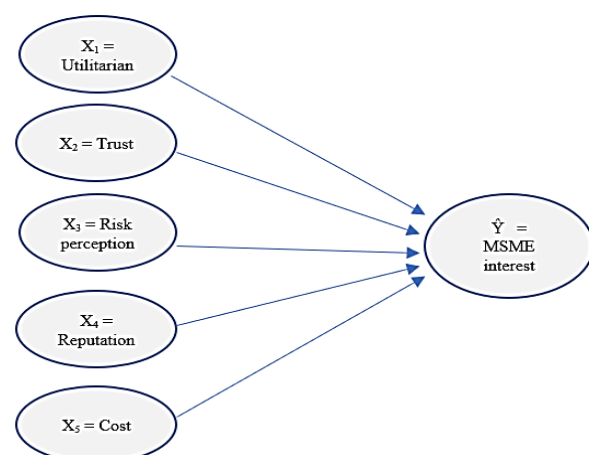 X₁ =
Utilitarian
X₂ = Trust
X₃ = Risk
perception
X₄ =
Reputation
X₅ = Cost
Ŷ =
MSME
interest